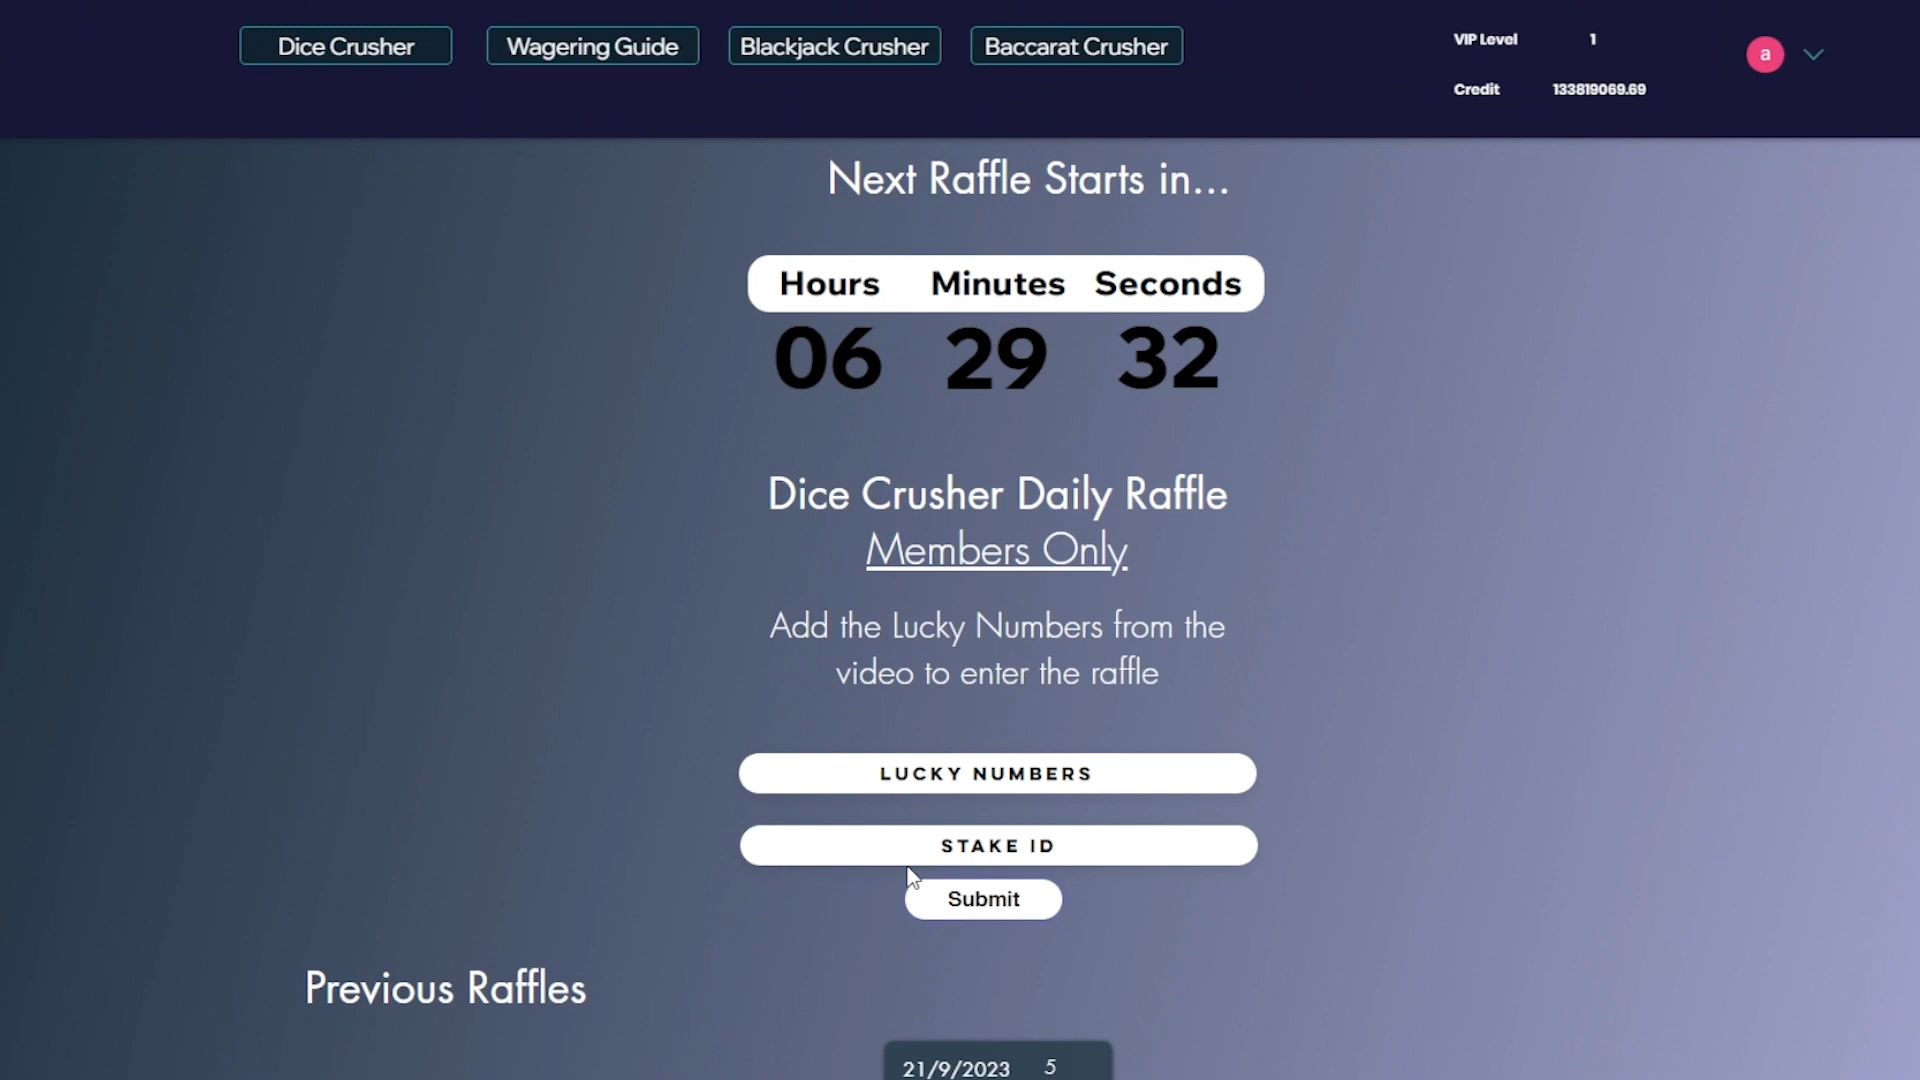 Dice Crusher
Wagering Guide
Blackjack Crusher
Baccarat Crusher
VIP Level 1
Credit 133819069.69
a
Next Raffle Starts in...
Hours Minutes Seconds
06 29 32
Dice Crusher Daily Raffle
Members Only
Add the Lucky Numbers from the
video to enter the raffle
LUCKY NUMBERS
STAKE ID
Submit
Previous Raffles
21/9/2023 5